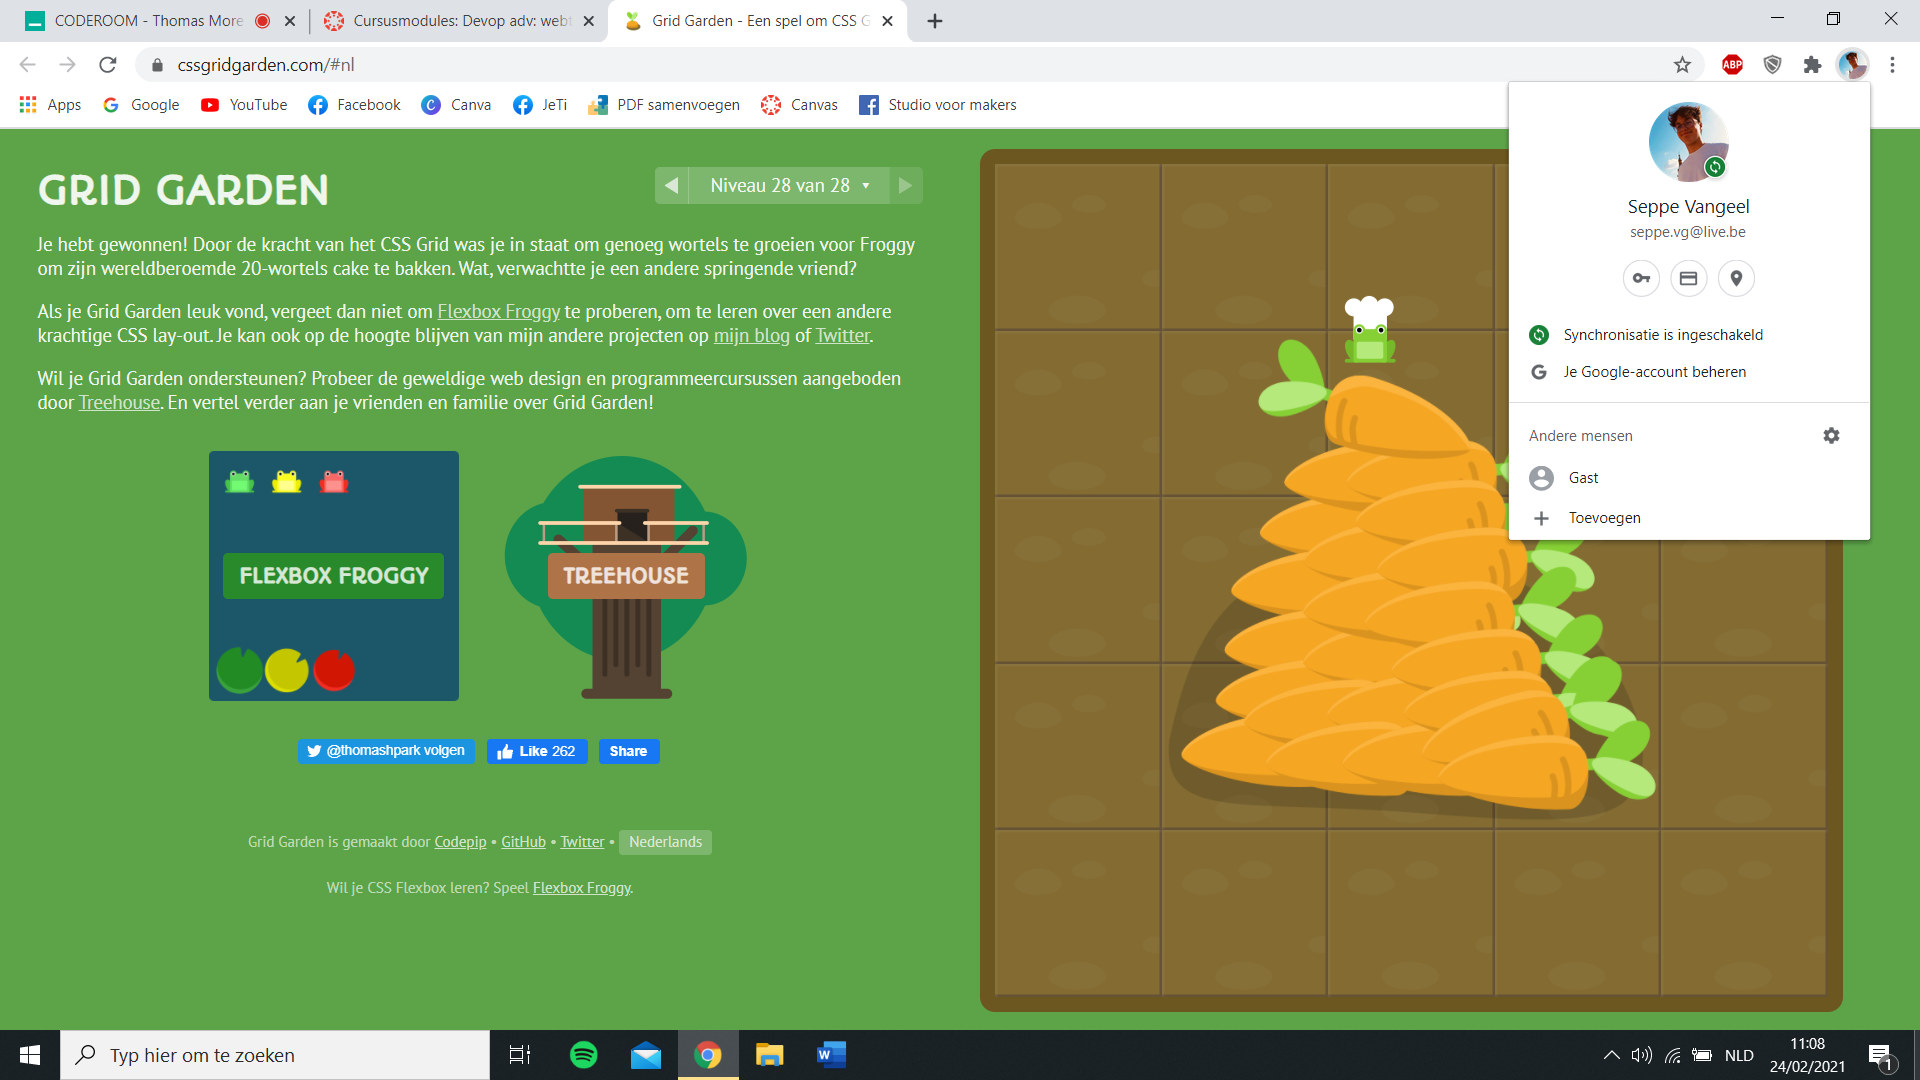 CODEROOM - Thomas More
Cursusmodules: Devop adv: webt
Grid Garden - Een spel om CSS G
cssgridgarden.com/#nl
ABP
Apps
Google
YouTube
Facebook
Canva
JeTi
PDF samenvoegen
Canvas
Studio voor makers
GRID GARDEN
Niveau 28 van 28
Je hebt gewonnen! Door de kracht van het CSS Grid was je in staat om genoeg wortels te groeien voor Froggy
om zijn wereldberoemde 20-wortels cake te bakken. Wat, verwachtte je een andere springende vriend?
Als je Grid Garden leuk vond, vergeet dan niet om Flexbox Froggy te proberen, om te leren over een andere
krachtige CSS lay-out. Je kan ook op de hoogte blijven van mijn andere projecten op mijn blog of Twitter.
Wil je Grid Garden ondersteunen? Probeer de geweldige web design en programmeercursussen aangeboden
door Treehouse. En vertel verder aan je vrienden en familie over Grid Garden!
FLEXBOX FROGGY
TREEHOUSE
@thomashpark volgen
Like 262
Share
Grid Garden is gemaakt door Codepip • GitHub • Twitter • Nederlands
Wil je CSS Flexbox leren? Speel Flexbox Froggy.
Seppe Vangeel
seppe.vg@live.be
Synchronisatie is ingeschakeld
Je Google-account beheren
Andere mensen
Gast
Toevoegen
Typ hier om te zoeken
NLD
11:08
24/02/2021
1